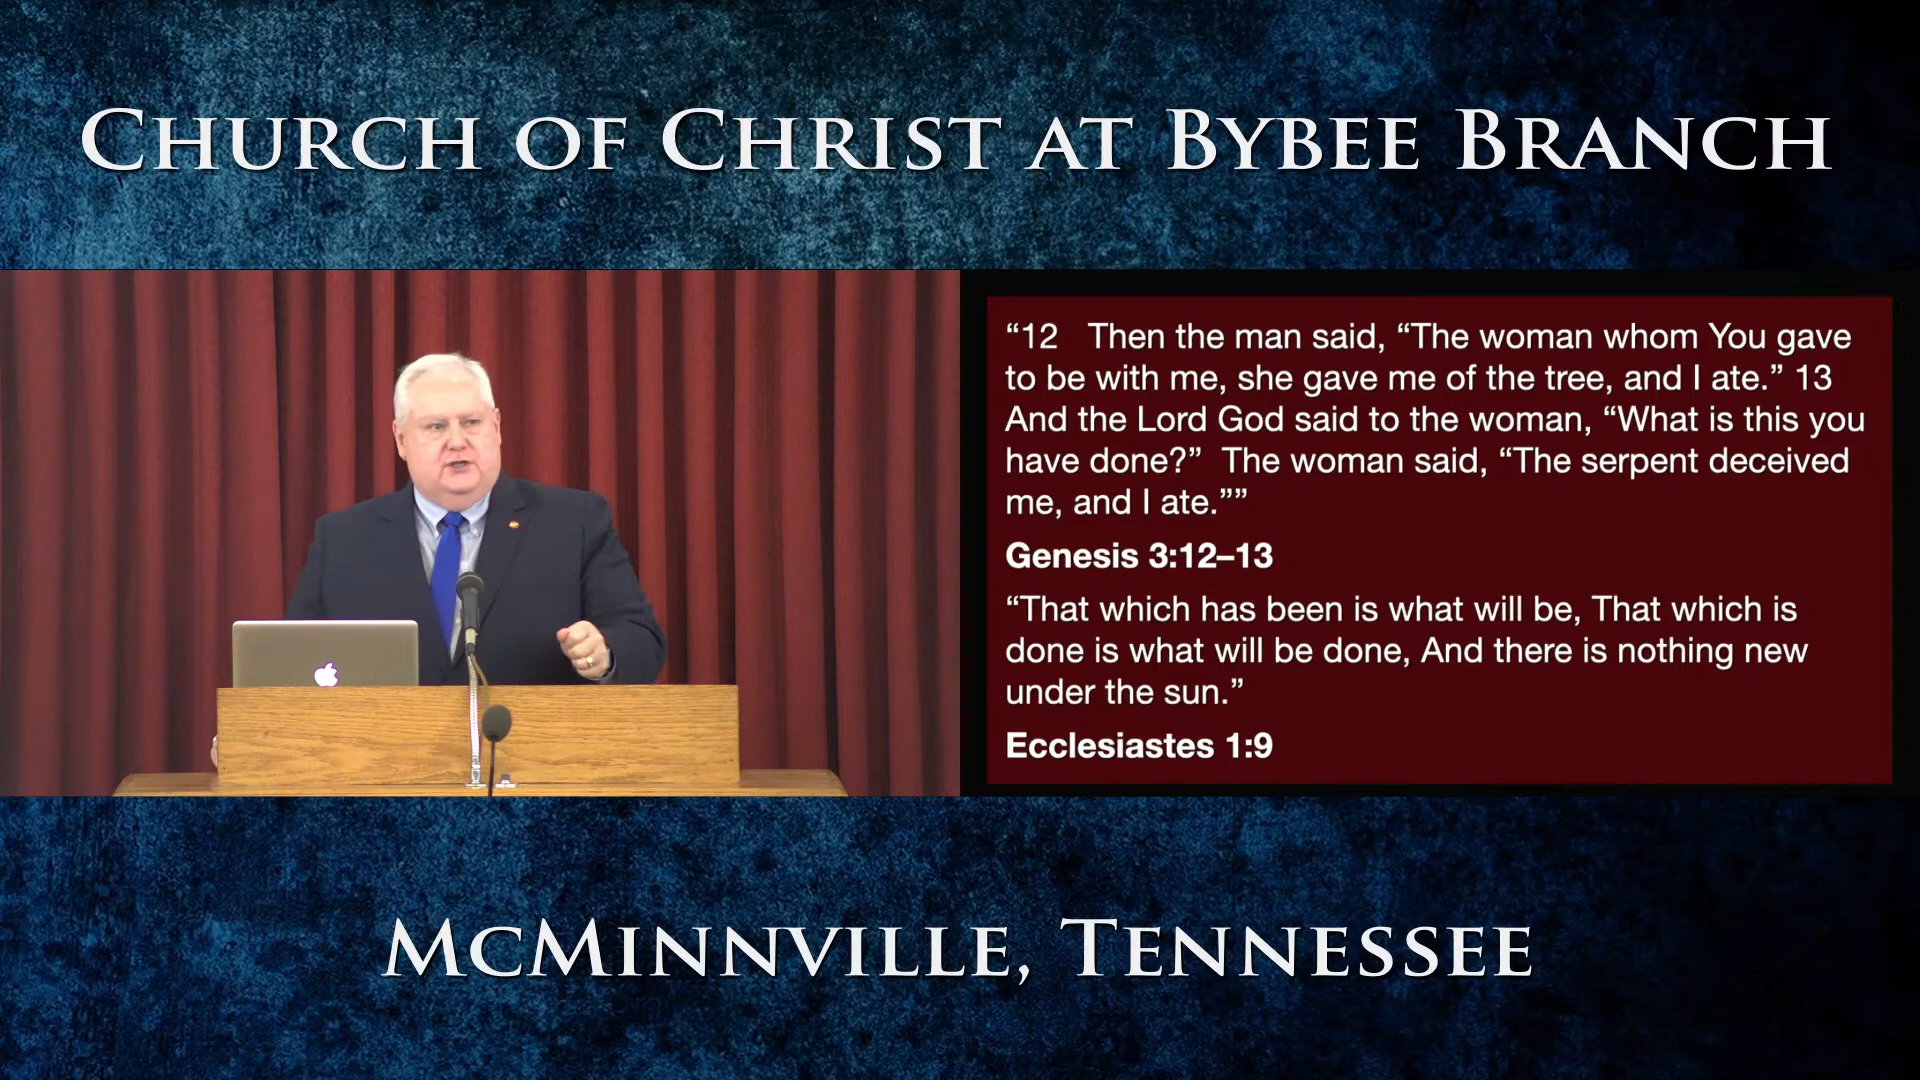 CHURCH OF CHRIST AT BYBEE BRANCH
“12   Then the man said, “The woman whom You gave
to be with me, she gave me of the tree, and I ate.” 13
And the Lord God said to the woman, “What is this you
have done?”  The woman said, “The serpent deceived
me, and I ate.””
Genesis 3:12–13
“That which has been is what will be, That which is
done is what will be done, And there is nothing new
under the sun.”
Ecclesiastes 1:9
MCMINNVILLE, TENNESSEE